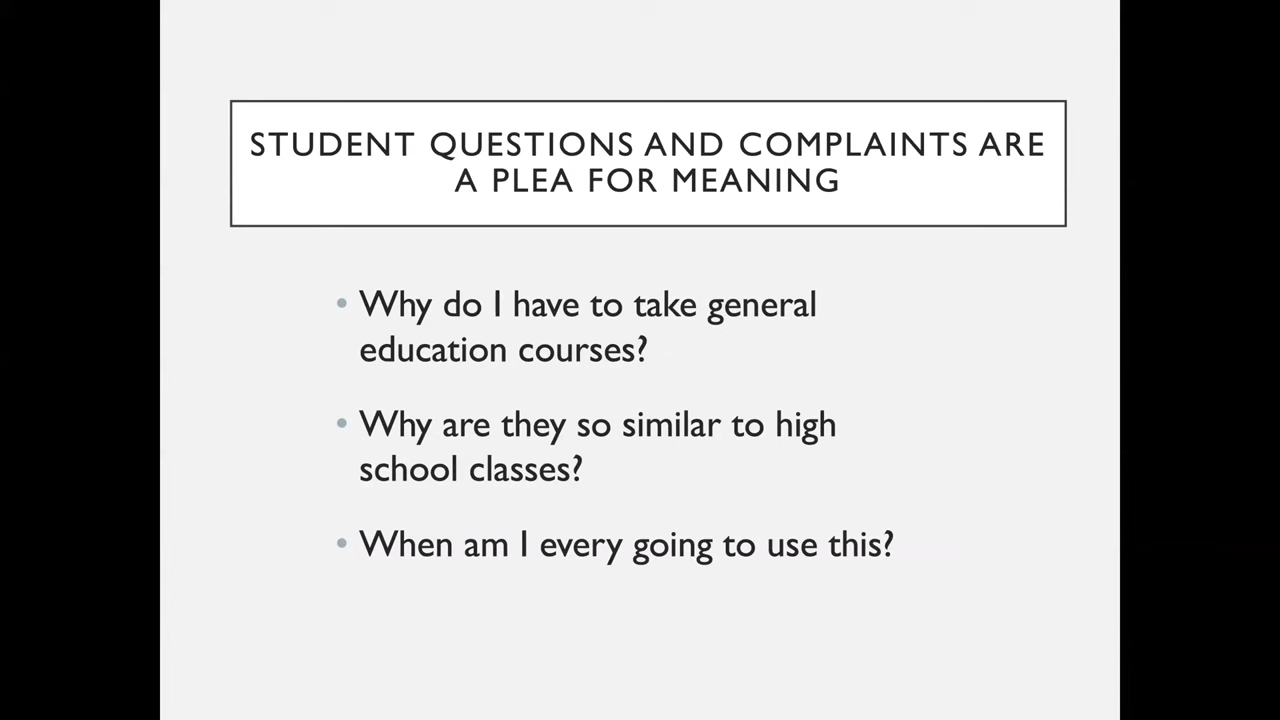 STUDENT QUESTIONS AND COMPLAINTS ARE
A PLEA FOR MEANING
• Why do I have to take general
education courses?
• Why are they so similar to high
school classes?
• When am I every going to use this?